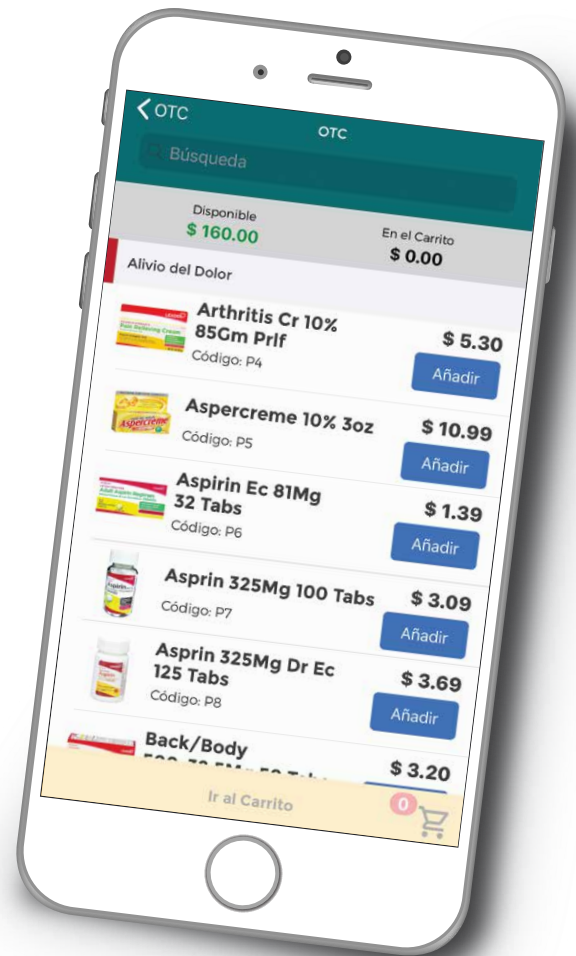 OTC
OTC
Búsqueda
Disponible
$ 160.00
En el Carrito
$ 0.00
Alivio del Dolor
Arthritis Cr 10%
85Gm Prlf
Código: P4
$ 5.30
Añadir
Aspercreme 10% 3oz
Código: P5
$ 10.99
Añadir
Aspercreme
Aspirin Ec 81Mg
32 Tabs
Código: P6
$ 1.39
Añadir
Asprin 325Mg 100 Tabs
Código: P7
$ 3.09
Añadir
Asprin 325Mg Dr Ec
125 Tabs
Código: P8
$ 3.69
Añadir
Back/Body
$ 3.20
Ir al Carrito
0